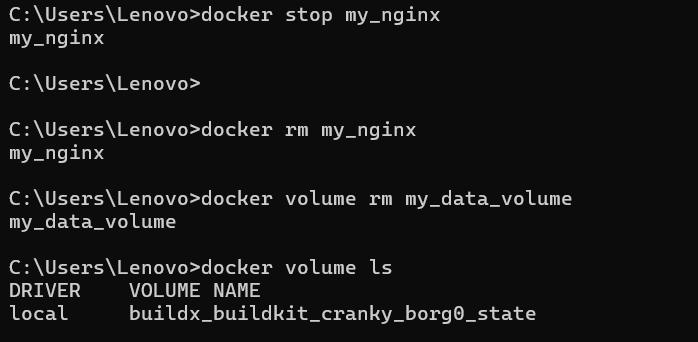 C:\Users\Lenovo>docker stop my_nginx
my_nginx
C:\Users\Lenovo>
C:\Users\Lenovo>docker rm my_nginx
my_nginx
C:\Users\Lenovo>docker volume rm my_data_volume
my_data_volume
C:\Users\Lenovo>docker volume ls
DRIVER    VOLUME NAME
local     buildx_buildkit_cranky_borg0_state